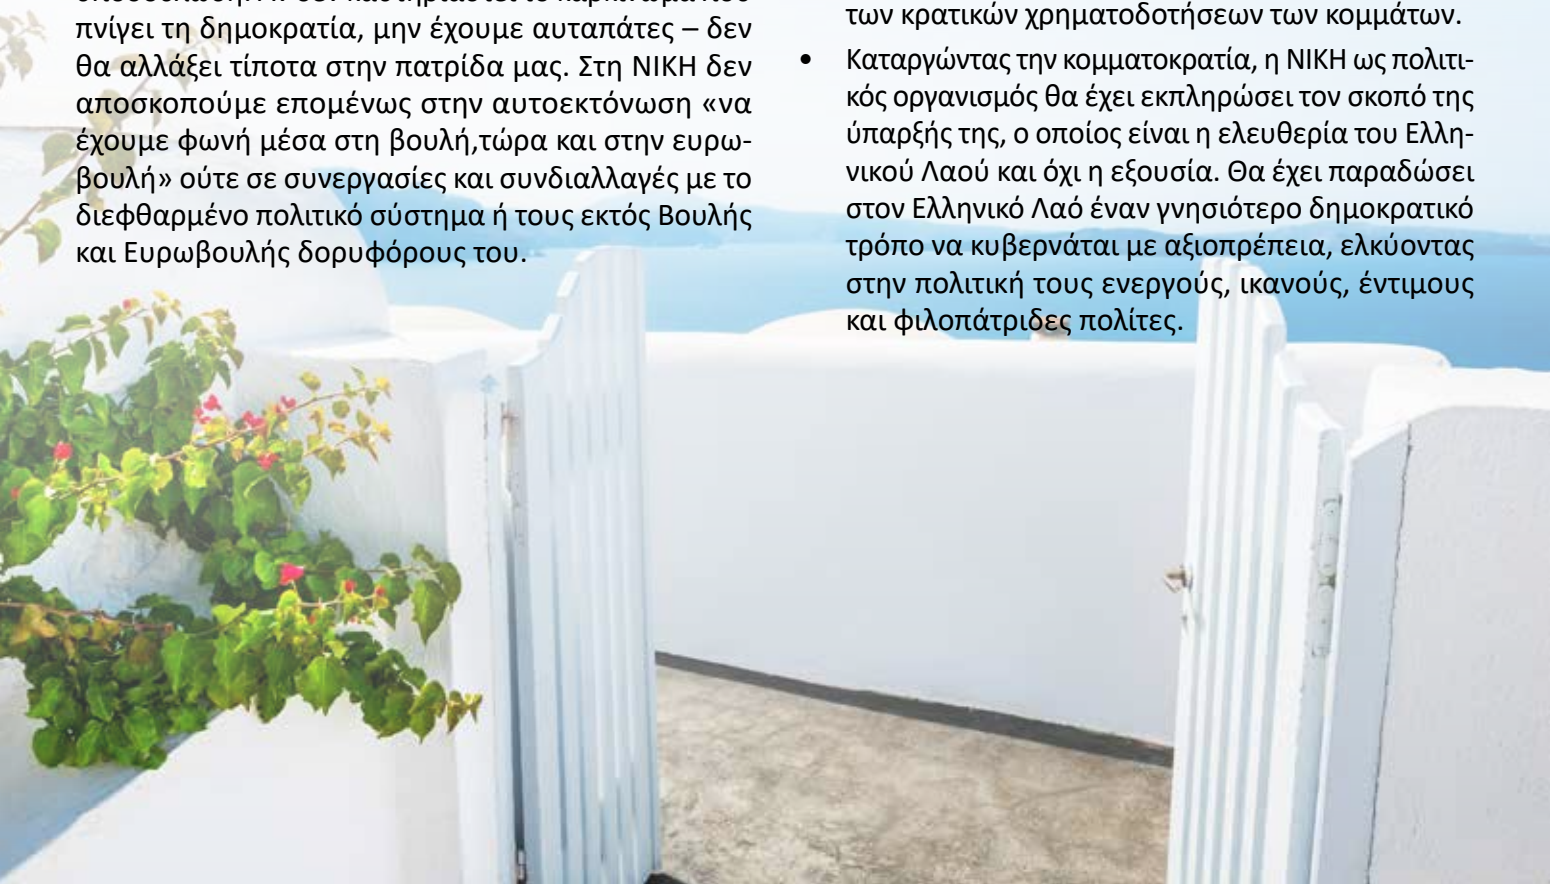 πνίγει τη δημοκρατία, μην έχουμε αυταπάτες – δεν
θα αλλάξει τίποτα στην πατρίδα μας. Στη ΝΙΚΗ δεν
αποσκοπούμε επομένως στην αυτοεκτόνωση «να
έχουμε φωνή μέσα στη βουλή,τώρα και στην ευρω-
βουλή» ούτε σε συνεργασίες και συνδιαλλαγές με το
διεφθαρμένο πολιτικό σύστημα ή τους εκτός Βουλής
και Ευρωβουλής δορυφόρους του.
των κρατικών χρηματοδοτήσεων των κομμάτων.
• Καταργώντας την κομματοκρατία, η ΝΙΚΗ ως πολιτι-
κός οργανισμός θα έχει εκπληρώσει τον σκοπό της
ύπαρξής της, ο οποίος είναι η ελευθερία του Ελλη-
νικού Λαού και όχι η εξουσία. Θα έχει παραδώσει
στον Ελληνικό Λαό έναν γνησιότερο δημοκρατικό
τρόπο να κυβερνάται με αξιοπρέπεια, ελκύοντας
στην πολιτική τους ενεργούς, ικανούς, έντιμους
και φιλοπάτριδες πολίτες.